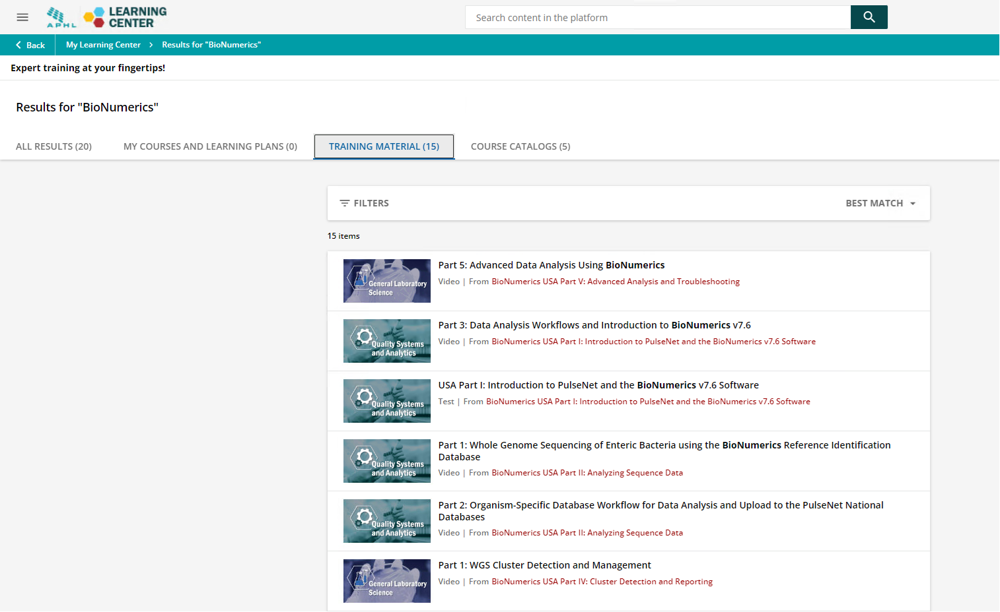 APHL
LEARNING
CENTER
Search content in the platform
Back
My Learning Center
Results for "BioNumerics"
Expert training at your fingertips!
Results for "BioNumerics"
ALL RESULTS (20)
MY COURSES AND LEARNING PLANS (0)
TRAINING MATERIAL (15)
COURSE CATALOGS (5)
FILTERS
BEST MATCH
15 items
General Laboratory
Science
Part 5: Advanced Data Analysis Using BioNumerics
Video | From BioNumerics USA Part V: Advanced Analysis and Troubleshooting
Quality Systems
and Analytics
Part 3: Data Analysis Workflows and Introduction to BioNumerics v7.6
Video | From BioNumerics USA Part I: Introduction to PulseNet and the BioNumerics v7.6 Software
Quality Systems
and Analytics
USA Part I: Introduction to PulseNet and the BioNumerics v7.6 Software
Test | From BioNumerics USA Part I: Introduction to PulseNet and the BioNumerics v7.6 Software
Quality Systems
and Analytics
Part 1: Whole Genome Sequencing of Enteric Bacteria using the BioNumerics Reference Identification
Database
Video | From BioNumerics USA Part II: Analyzing Sequence Data
Quality Systems
and Analytics
Part 2: Organism-Specific Database Workflow for Data Analysis and Upload to the PulseNet National
Databases
Video | From BioNumerics USA Part II: Analyzing Sequence Data
General Laboratory
Science
Part 1: WGS Cluster Detection and Management
Video | From BioNumerics USA Part IV: Cluster Detection and Reporting